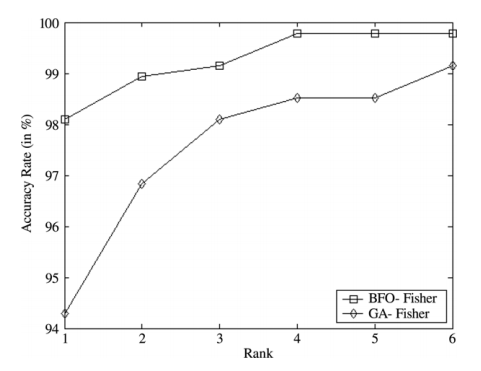 100
99
98
97
96
95
94
Accuracy Rate (in %)
BFO- Fisher
GA- Fisher
1 2 3 4 5 6
Rank